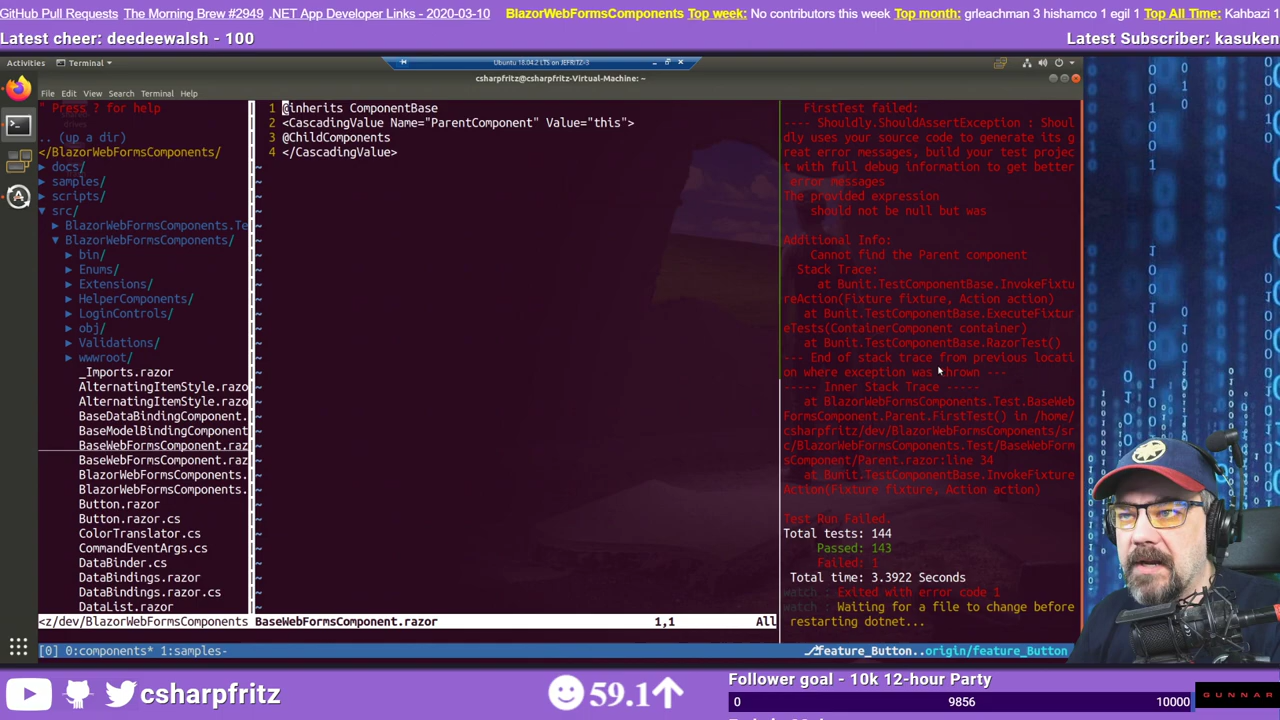 GitHub Pull Requests The Morning Brew #2949 .NET App Developer Links - 2020-03-10 BlazorWebFormsComponents Top week: No contributors this week Top month: grleachman 3 hishamco 1 egil 1 Top All Time: Kahbazi 1
Latest cheer: deedeewalsh - 100
Latest Subscriber: kasuken
Activities
Terminal
Ubuntu 18.04.2 LTS on JEFRITZ>3
csharpfritz@csharpfritz-Virtual-Machine: ~
File Edit View Search Terminal Help
" Press ? for help
.. (up a dir)
</BlazorWebFormsComponents/
docs/
samples/
scripts/
src/
BlazorWebFormsComponents.Te
BlazorWebFormsComponents/
bin/
Enums/
Extensions/
HelperComponents/
LoginControls/
obj/
Validations/
wwwroot/
_Imports.razor
AlternatingItemStyle.razo
AlternatingItemStyle.razo
BaseDataBindingComponent.
BaseModelBindingComponent
BaseWebFormsComponent.raz
BaseWebFormsComponent.raz
BlazorWebFormsComponents.
BlazorWebFormsComponents.
Button.razor
Button.razor.cs
ColorTranslator.cs
CommandEventArgs.cs
DataBinder.cs
DataBindings.razor
DataBindings.razor.cs
DataList.razor
<z/dev/BlazorWebFormsComponents
1 @inherits ComponentBase
2 <CascadingValue Name="ParentComponent" Value="this">
3 @ChildComponents
4 </CascadingValue>
BaseWebFormsComponent.razor 1,1 All
FirstTest failed:
---- Shouldly.ShouldAssertException : Shoul
dly uses your source code to generate its g
reat error messages, build your test projec
t with full debug information to get better
error messages
The provided expression
should not be null but was
Additional Info:
Cannot find the Parent component
Stack Trace:
at Bunit.TestComponentBase.InvokeFixtu
reAction(Fixture fixture, Action action)
at Bunit.TestComponentBase.ExecuteFixtur
eTests(ContainerComponent container)
at Bunit.TestComponentBase.RazorTest()
--- End of stack trace from previous locati
on where exception was thrown ---
----- Inner Stack Trace -----
at BlazorWebFormsComponents.Test.BaseWeb
FormsComponent.Parent.FirstTest() in /home/
csharpfritz/dev/BlazorWebFormsComponents/sr
c/BlazorWebFormsComponents.Test/BaseWebForm
sComponent/Parent.razor:line 34
at Bunit.TestComponentBase.InvokeFixture
Action(Fixture fixture, Action action)
Test Run Failed.
Total tests: 144
Passed: 143
Failed: 1
Total time: 3.3922 Seconds
watch : Exited with error code 1
watch : Waiting for a file to change before
restarting dotnet...
[0] 0:components* 1:samples-
feature_Button..origin/feature_Button
csharpfritz
59.1
Follower goal - 10k 12-hour Party
0 9856 10000
GUNNAR